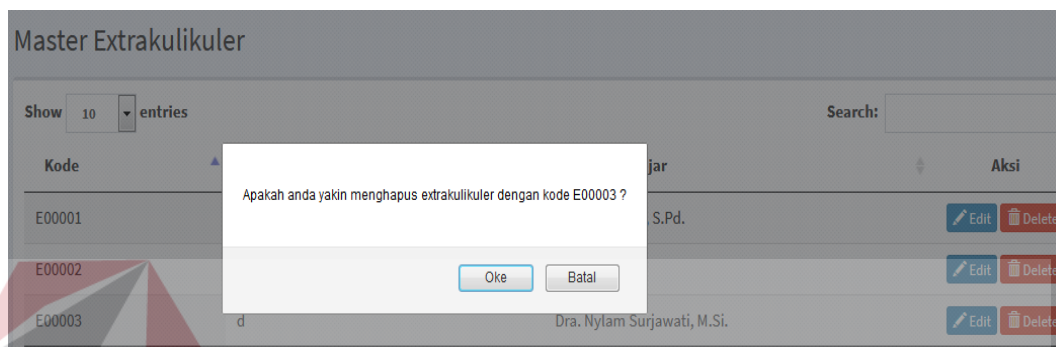 Master Extrakulikuler
Show 10 entries
Search:
Kode jar Aksi
Apakah anda yakin menghapus extrakulikuler dengan kode E00003 ?
E00001 , S.Pd. Edit Delete
E00002 Edit Delete
Oke Batal
E00003 d Dra. Nylam Surjawati, M.Si. Edit Delete